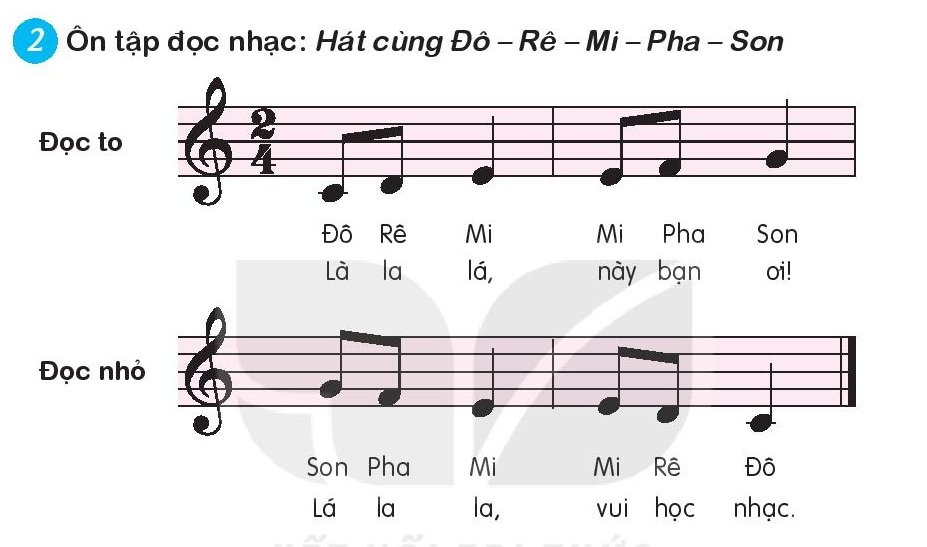 2 Ôn tập đọc nhạc: Hát cùng Đô – Rê – Mi – Pha – Son
Đọc to
2
4
Đô Rê Mi Mi Pha Son
Là la lá, này bạn ơi!
Đọc nhỏ
Son Pha Mi Mi Rê Đô
Lá la la, vui học nhạc.